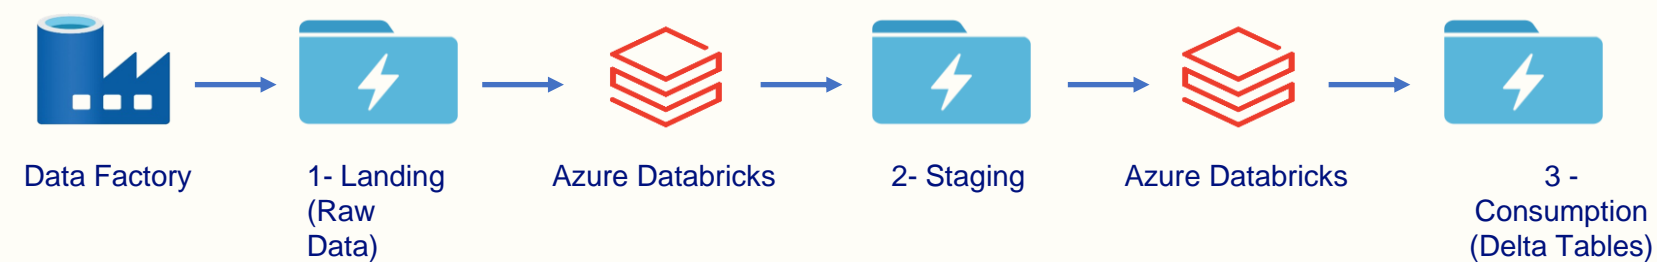 Data Factory
1- Landing
(Raw
Data)
Azure Databricks
2- Staging
Azure Databricks
3 -
Consumption
(Delta Tables)